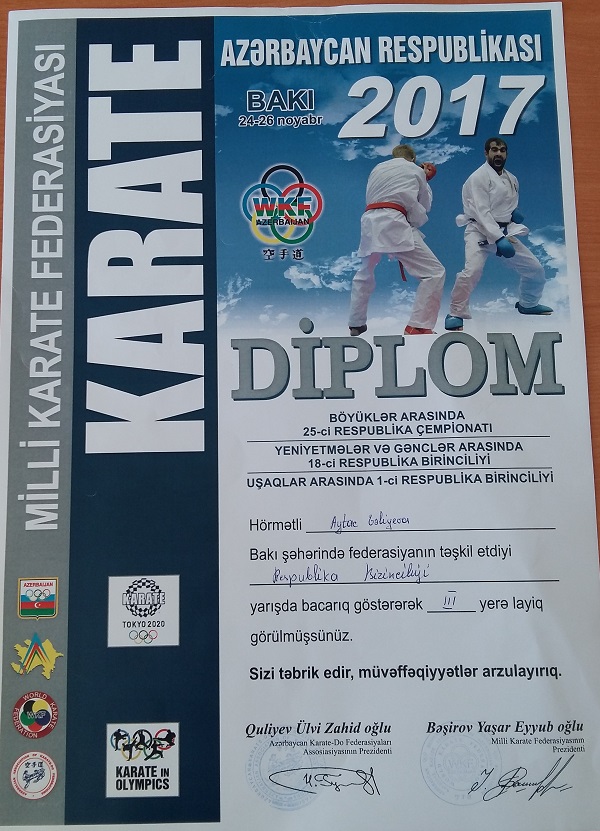 MİLLİ KARATE FEDERASİYASI
KARATE
AZƏRBAYCAN RESPUBLİKASI
BAKI
24-26 noyabr
2017
WKF
AZERBAIJAN
空手道
DİPLOM
BÖYÜKLƏR ARASINDA
25-ci RESPUBLİKA ÇEMPİONATI
YENİYETMƏLƏR VƏ GƏNCLƏR ARASINDA
18-ci RESPUBLİKA BİRİNCİLİYİ
UŞAQLAR ARASINDA 1-ci RESPUBLİKA BİRİNCİLİYİ
Hörmətli Aytac
Bakı şəhərində federasiyanın təşkil etdiyi
Respublika Birinciliyi
yarışda bacarıq göstərərək III yerə layiq
görülmüşsünüz.
Sizi təbrik edir, müvəffəqiyyətlər arzulayırıq.
Quliyev Ülvi Zahid oğlu
Azərbaycan Karate-Do Federasiyaları
Assosiasiyasının Prezidenti
Bəşirov Yaşar Eyyub oğlu
Milli Karate Federasiyasının
Prezidenti
AZERBAIJAN
WORLD KARATE
FEDERATION
WKF
KARATE
TOKYO 2020
KARATE IN
OLYMPICS